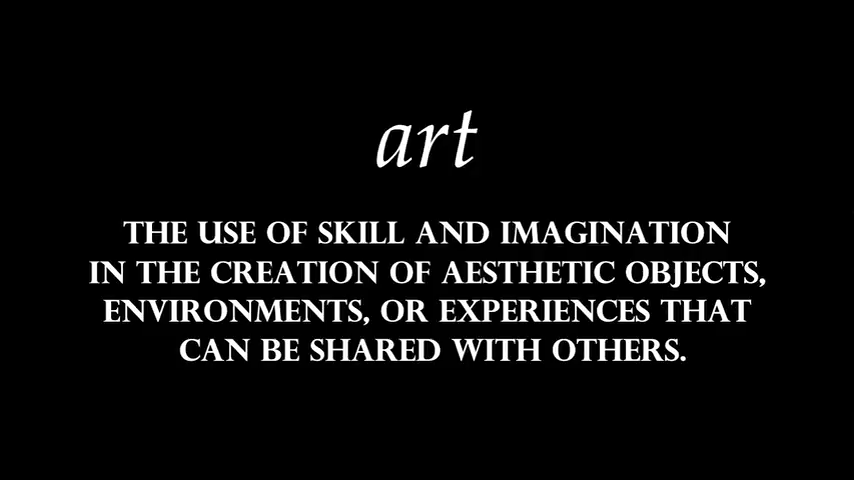 art
THE USE OF SKILL AND IMAGINATION
IN THE CREATION OF AESTHETIC OBJECTS,
ENVIRONMENTS, OR EXPERIENCES THAT
CAN BE SHARED WITH OTHERS.